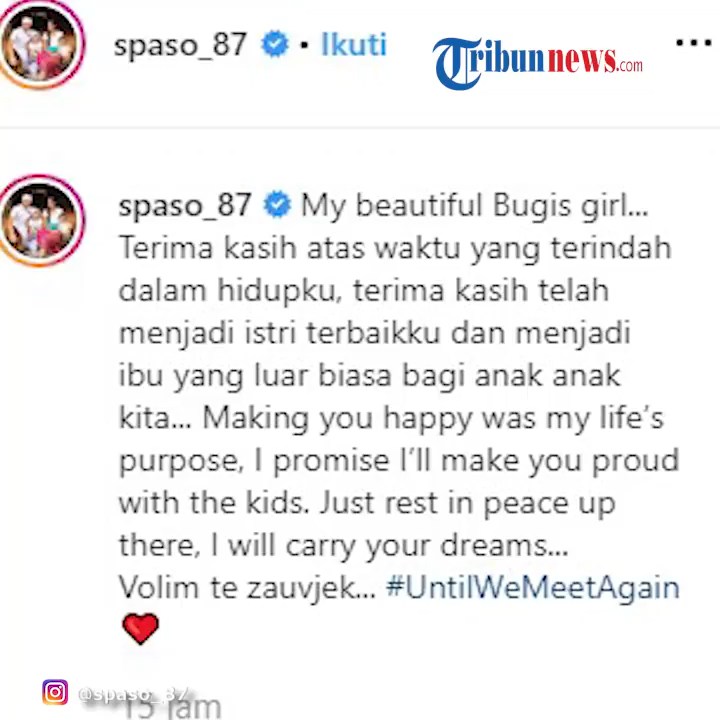 spaso_87 • Ikuti
Tribunnews.com
spaso_87 My beautiful Bugis girl...
Terima kasih atas waktu yang terindah
dalam hidupku, terima kasih telah
menjadi istri terbaikku dan menjadi
ibu yang luar biasa bagi anak anak
kita... Making you happy was my life's
purpose, I promise I'll make you proud
with the kids. Just rest in peace up
there, I will carry your dreams...
Volim te zauvjek... #UntilWeMeetAgain
❤️
@spaso_87
15 jam